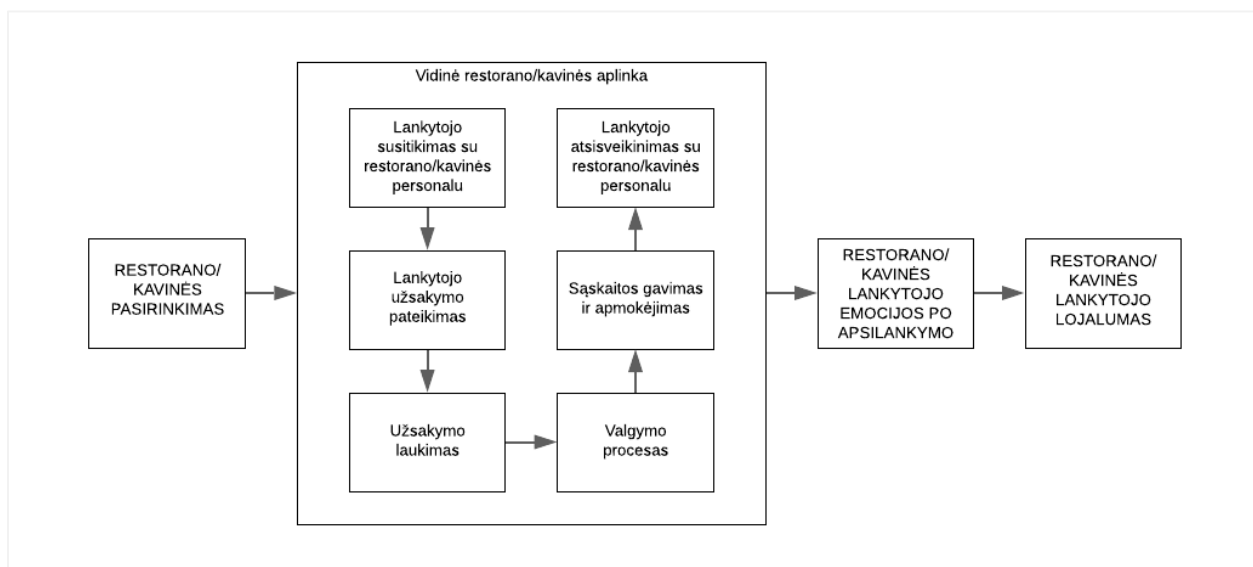 Vidinė restorano/kavinės aplinka
Lankytojo
susitikimas su
restorano/kavinės
personalu
Lankytojo
atsisveikinimas su
restorano/kavinės
personalu
RESTORANO/
KAVINĖS
PASIRINKIMAS
Lankytojo
užsakymo
pateikimas
Sąskaitos gavimas
ir apmokėjimas
RESTORANO/
KAVINĖS
LANKYTOJO
EMOCIJOS PO
APSILANKYMO
RESTORANO/
KAVINĖS
LANKYTOJO
LOJALUMAS
Užsakymo
laukimas
Valgymo
procesas